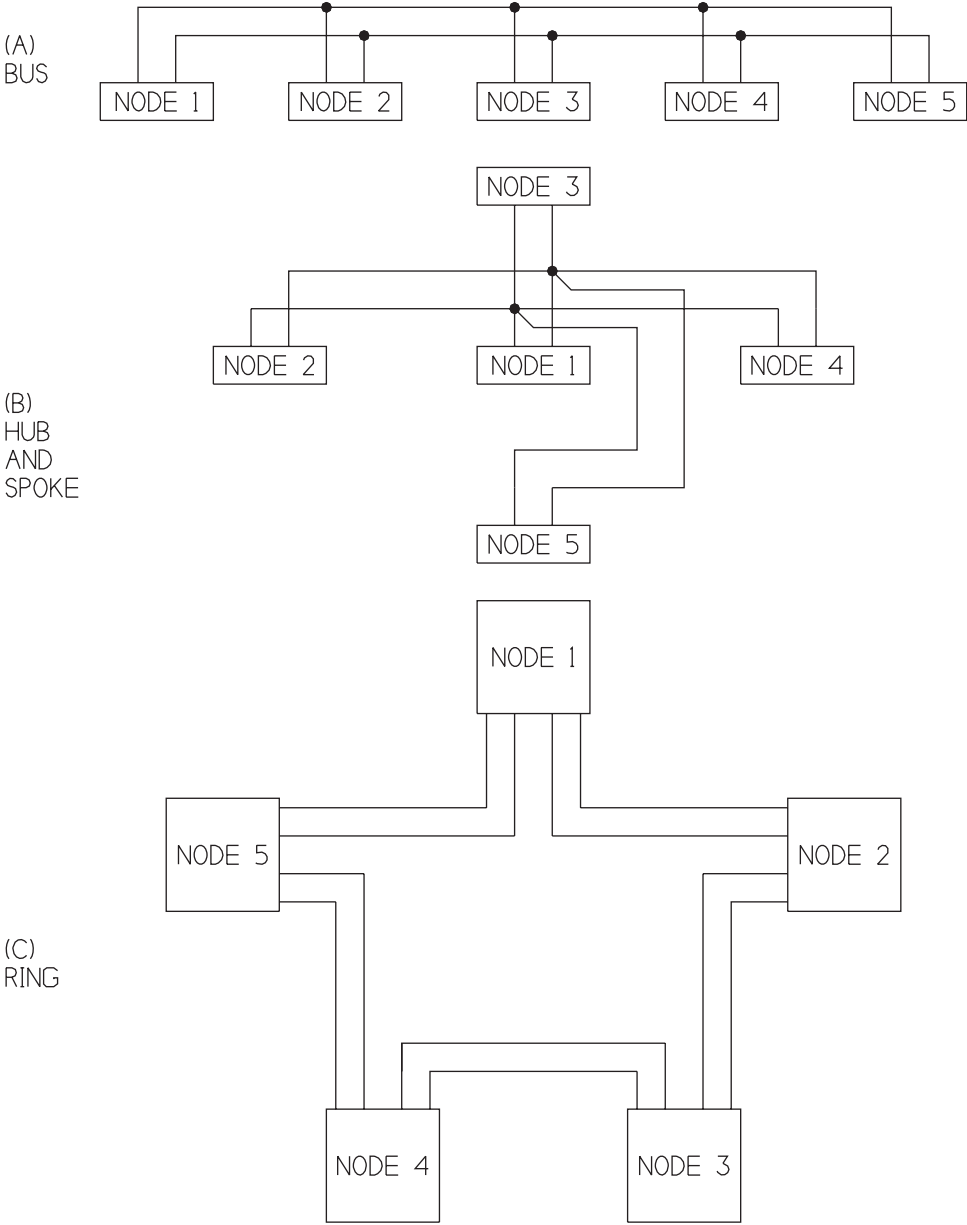 (A)
BUS
NODE 1
NODE 2
NODE 3
NODE 4
NODE 5
NODE 3
NODE 2
NODE 1
NODE 4
(B)
HUB
AND
SPOKE
NODE 5
NODE 1
NODE 5
NODE 2
(C)
RING
NODE 4
NODE 3